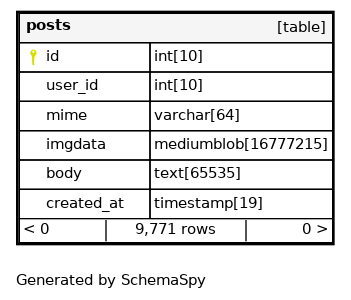 posts [table]
id int[10]
user_id int[10]
mime varchar[64]
imgdata mediumblob[16777215]
body text[65535]
created_at timestamp[19]
< 0 9,771 rows 0 >
Generated by SchemaSpy